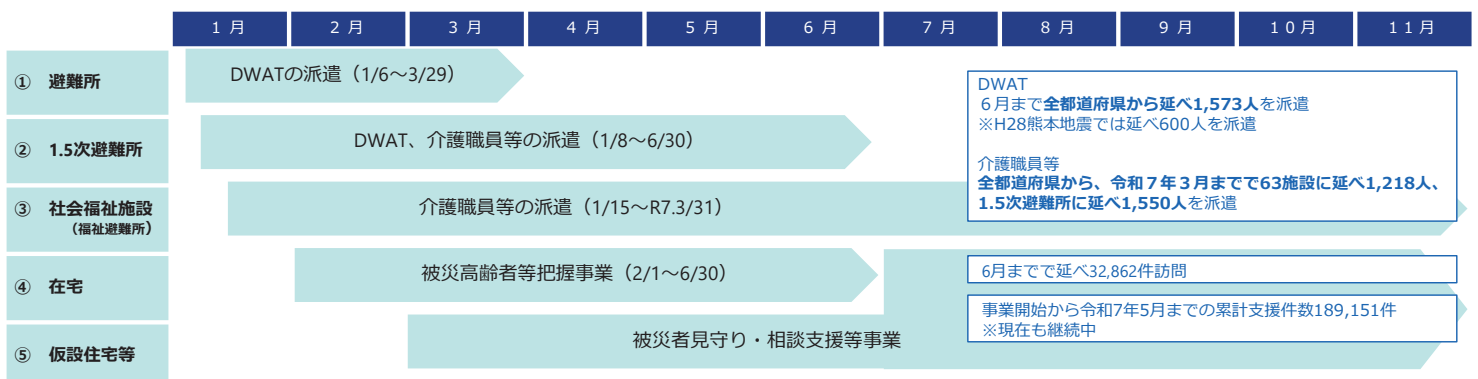 1月 2月 3月 4月 5月 6月 7月 8月 9月 10月 11月
① 避難所
DWATの派遣（1/6～3/29）
DWAT
６月まで全都道府県から延べ1,573人を派遣
※H28熊本地震では延べ600人を派遣
介護職員等
全都道府県から、令和７年３月までで63施設に延べ1,218人、
1.5次避難所に延べ1,550人を派遣
② 1.5次避難所
DWAT、介護職員等の派遣（1/8～6/30）
③ 社会福祉施設
（福祉避難所）
介護職員等の派遣（1/15～R7.3/31）
④ 在宅
被災高齢者等把握事業（2/1～6/30）
6月までで延べ32,862件訪問
事業開始から令和7年5月までの累計支援件数189,151件
※現在も継続中
⑤ 仮設住宅等
被災者見守り・相談支援等事業